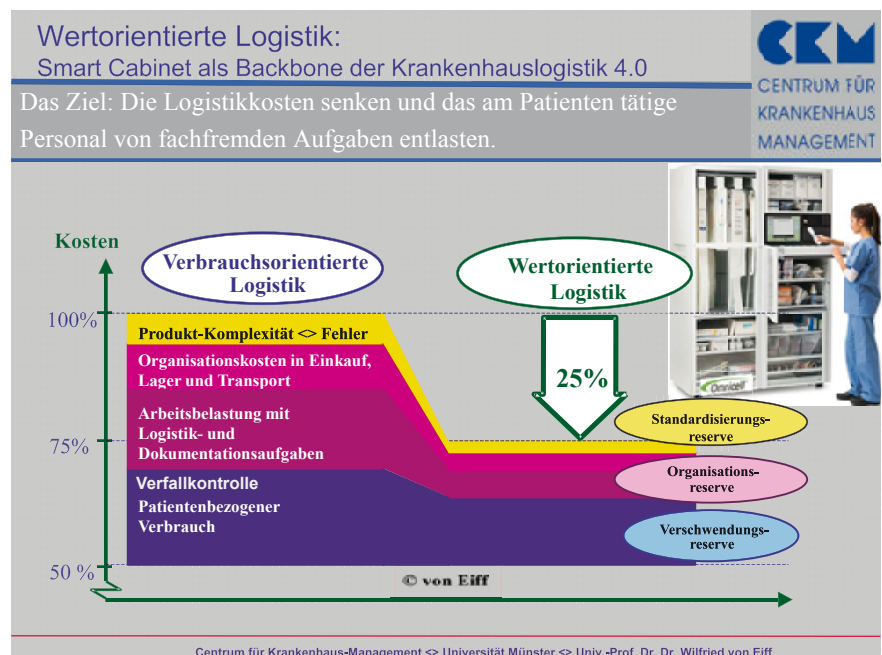 Wertorientierte Logistik:
Smart Cabinet als Backbone der Krankenhauslogistik 4.0
CKM
CENTRUM FÜR
KRANKENHAUS
MANAGEMENT
Das Ziel: Die Logistikkosten senken und das am Patienten tätige
Personal von fachfremden Aufgaben entlasten.
Kosten
Verbrauchsorientierte
Logistik
Wertorientierte
Logistik
100%
Produkt-Komplexität <> Fehler
Organisationskosten in Einkauf,
Lager und Transport
25%
Omnicell
Arbeitsbelastung mit
Logistik- und
Dokumentationsaufgaben
Standardisierungs-
reserve
75%
Organisations-
reserve
Verfallkontrolle
Patientenbezogener
Verbrauch
Verschwendungs-
reserve
50 %
© von Eiff
Centrum für Krankenhaus-Management <> Universität Münster <> Univ.-Prof. Dr. Dr. Wilfried von Eiff